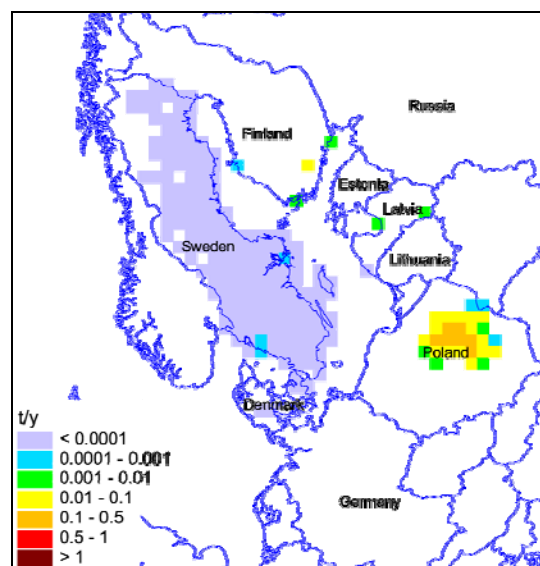 Russia
Finland
Estonia
Latvia
Sweden
Lithuania
Poland
Denmark
t/y
< 0.0001
0.0001 - 0.001
0.001 - 0.01
0.01 - 0.1
0.1 - 0.5
0.5 - 1
> 1
Germany